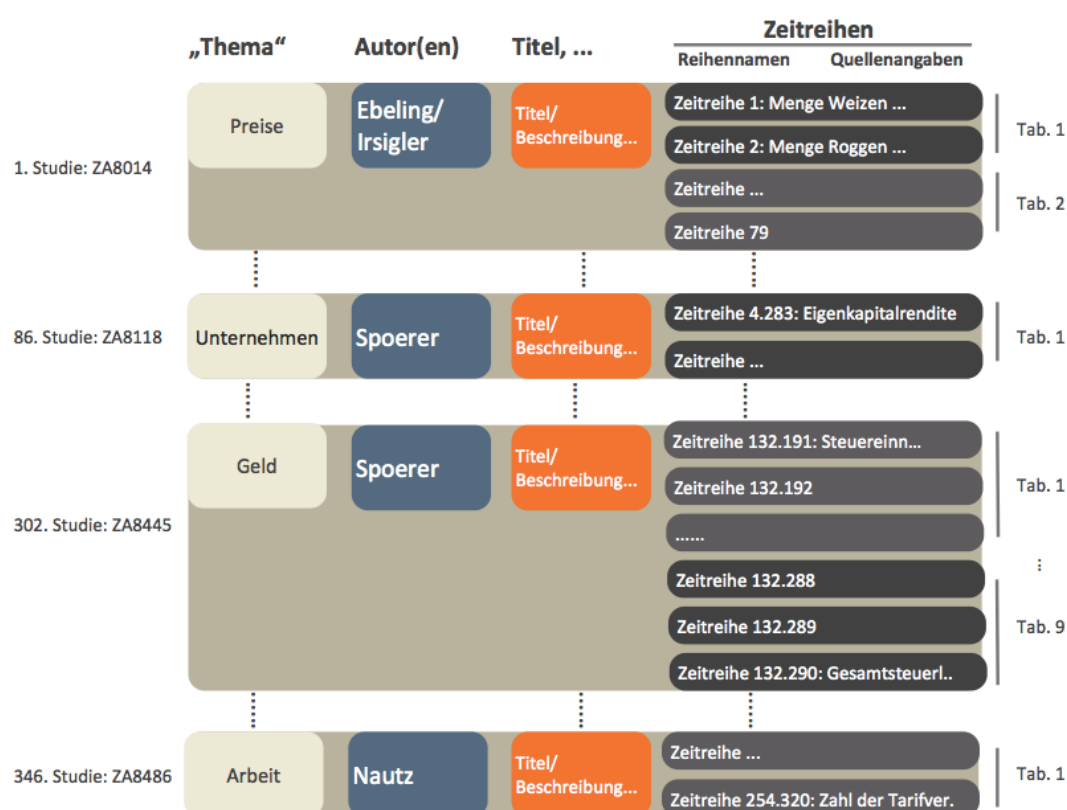 „Thema“ Autor(en) Titel, ... Zeitreihen
Reihennamen Quellenangaben
1. Studie: ZA8014
Preise
Ebeling/
Irsigler
Titel/
Beschreibung...
Zeitreihe 1: Menge Weizen ...
Zeitreihe 2: Menge Roggen ...
Tab. 1
Zeitreihe ...
Zeitreihe 79
Tab. 2
86. Studie: ZA8118
Unternehmen
Spoerer
Titel/
Beschreibung...
Zeitreihe 4.283: Eigenkapitalrendite
Zeitreihe ...
Tab. 1
302. Studie: ZA8445
Geld
Spoerer
Titel/
Beschreibung...
Zeitreihe 132.191: Steuereinn...
Zeitreihe 132.192
......
Tab. 1
⋮
Zeitreihe 132.288
Zeitreihe 132.289
Zeitreihe 132.290: Gesamtsteuerl..
Tab. 9
346. Studie: ZA8486
Arbeit
Nautz
Titel/
Beschreibung...
Zeitreihe ...
Zeitreihe 254.320: Zahl der Tarifver.
Tab. 1